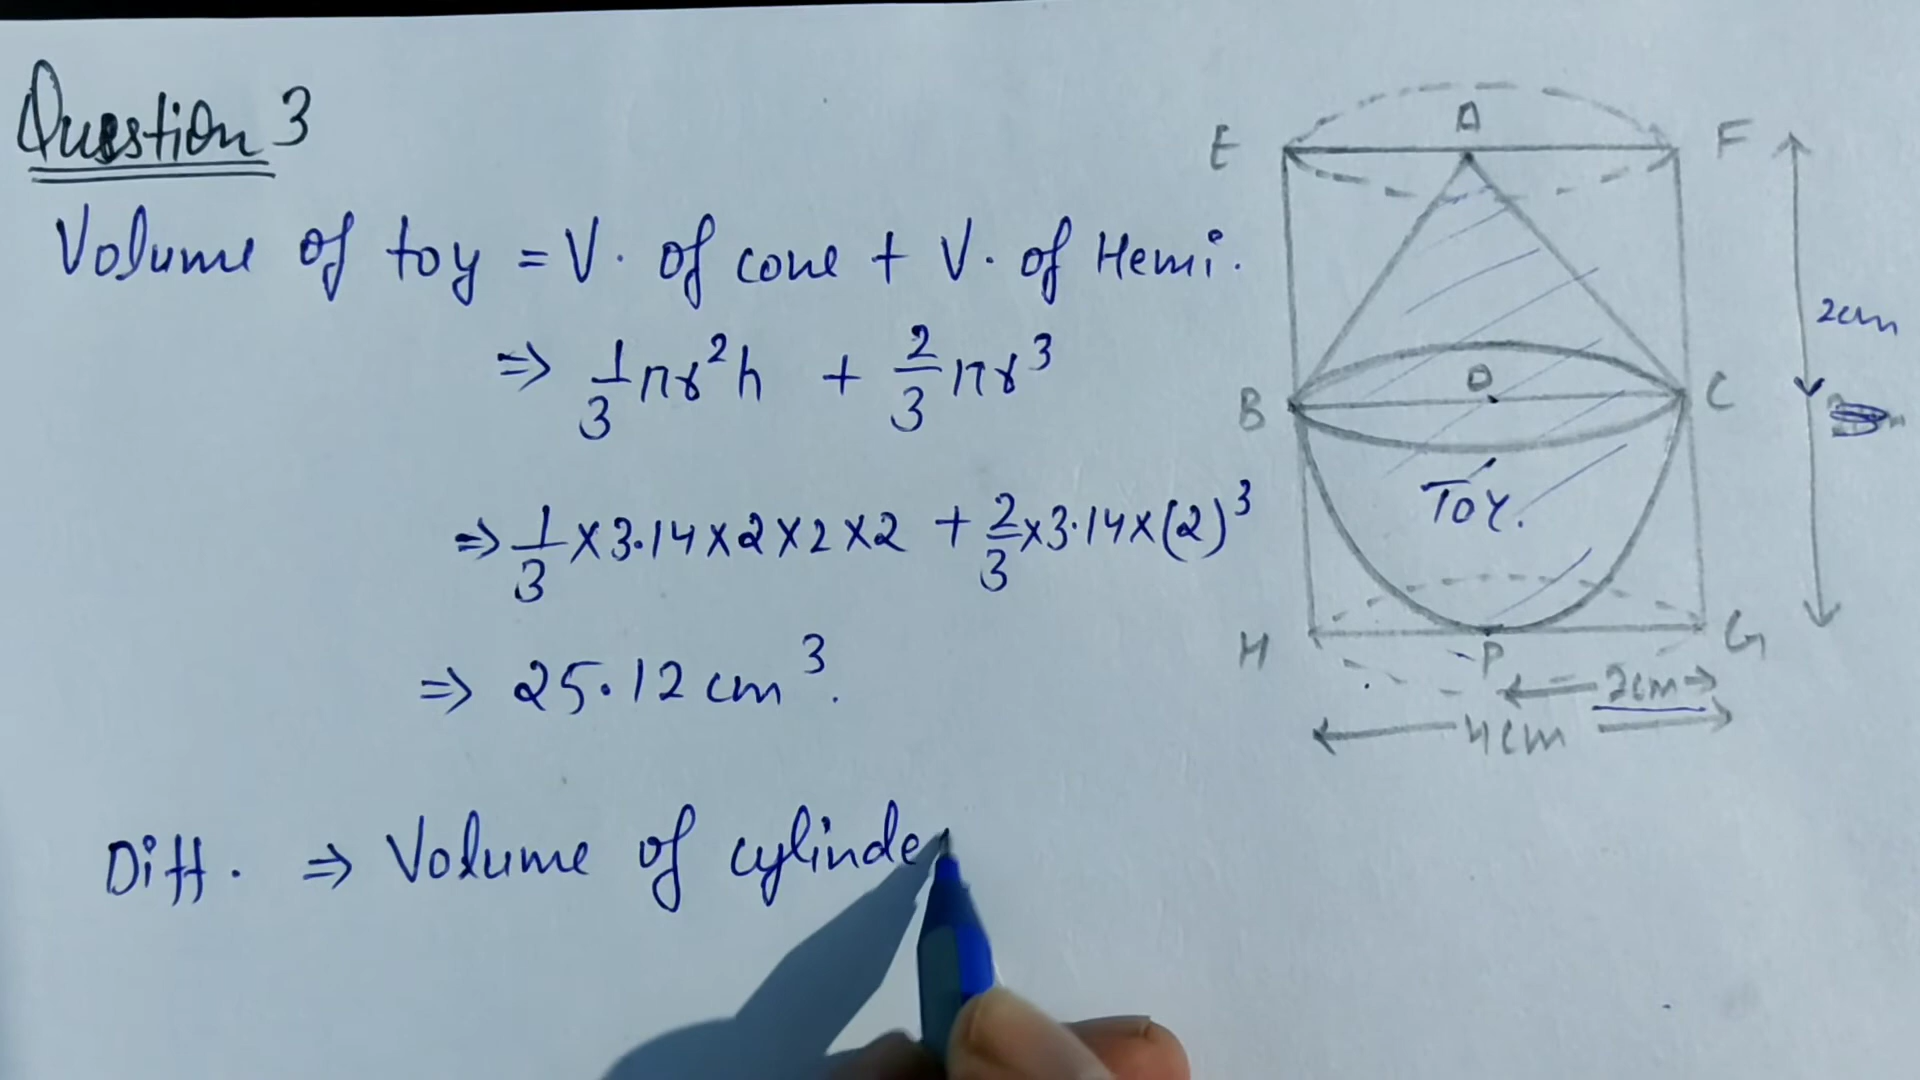 Question 3
Volume of toy = V. of cone + V. of Hemi.
⇒ 1/3 πr²h + 2/3 πr³
⇒ 1/3 × 3.14 × 2 × 2 × 2 + 2/3 × 3.14 × (2)³
⇒ 25.12 cm³.
Diff. ⇒ Volume of cylinde
A
E F
2cm
B O C
TOY.
H P G
2cm
4cm